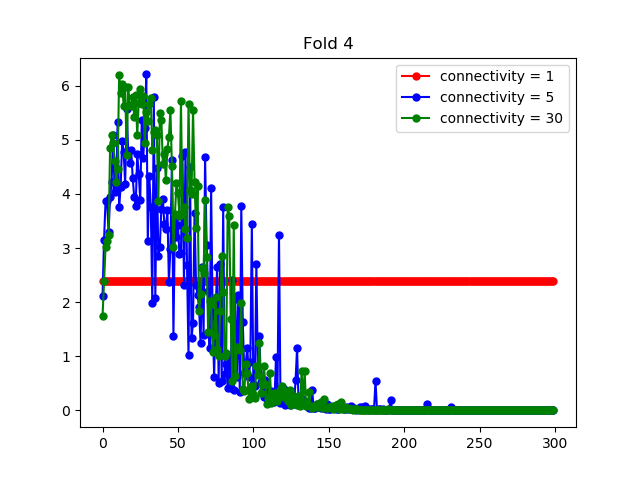 Fold 4
connectivity = 1
connectivity = 5
connectivity = 30
6
5
4
3
2
1
0
0 50 100 150 200 250 300